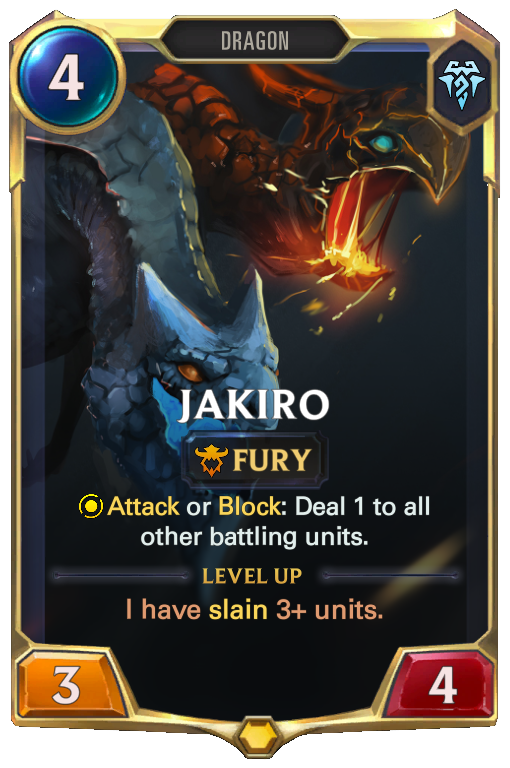 4
DRAGON
JAKIRO
FURY
Attack or Block: Deal 1 to all
other battling units.
LEVEL UP
I have slain 3+ units.
3
4